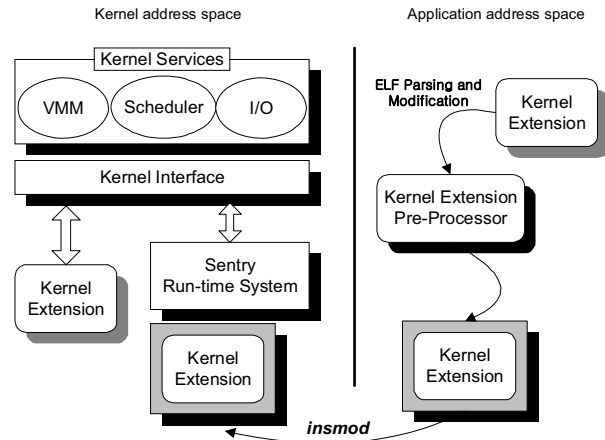 Kernel address space
Application address space
Kernel Services
VMM
Scheduler
I/O
Kernel Interface
Kernel
Extension
Sentry
Run-time System
Kernel
Extension
ELF Parsing and
Modification
Kernel
Extension
Kernel Extension
Pre-Processor
Kernel
Extension
insmod